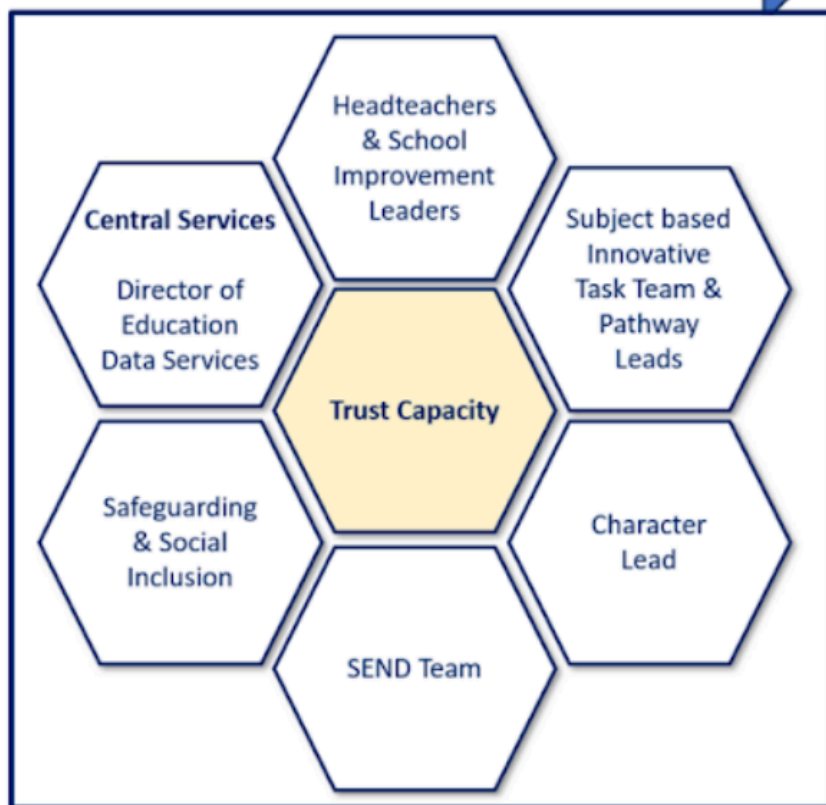 Headteachers
& School
Improvement
Leaders
Central Services
Director of
Education
Data Services
Subject based
Innovative
Task Team &
Pathway
Leads
Trust Capacity
Safeguarding
& Social
Inclusion
Character
Lead
SEND Team